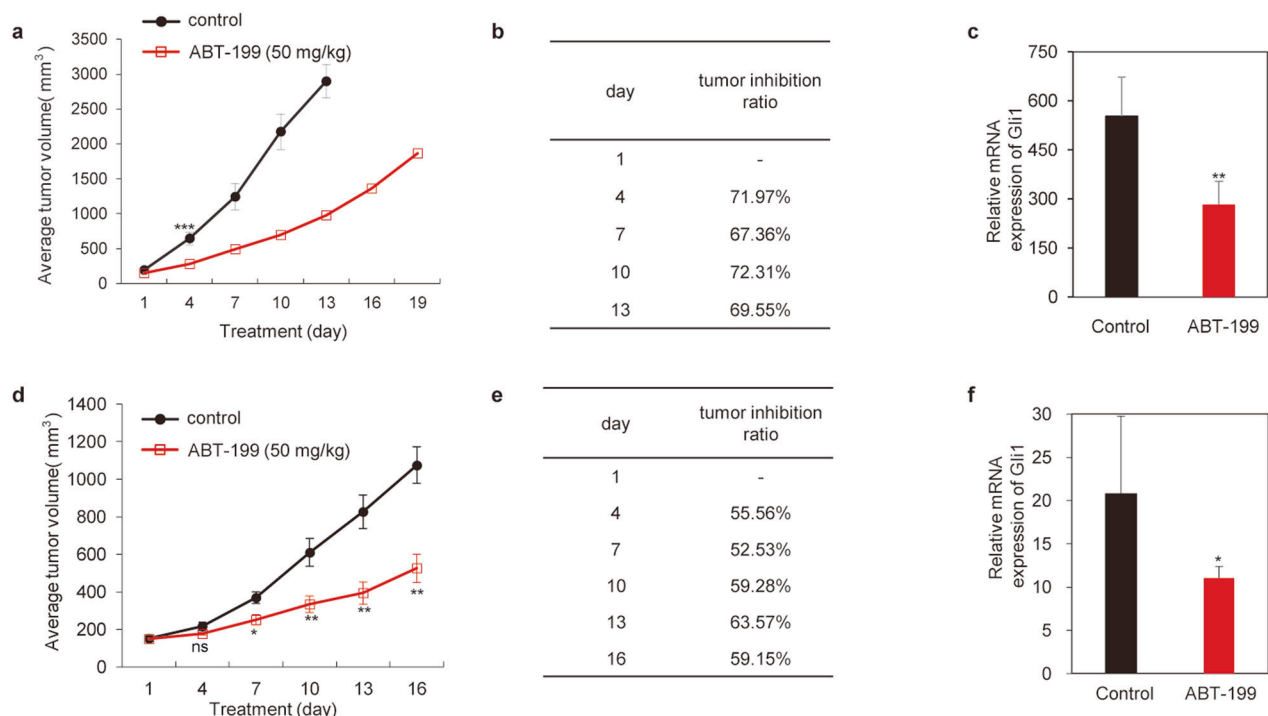 a
control
ABT-199 (50 mg/kg)
Average tumor volume( mm³)
3500
3000
2500
2000
1500
1000
500
0
***
1 4 7 10 13 16 19
Treatment (day)
b
day tumor inhibition ratio
1 -
4 71.97%
7 67.36%
10 72.31%
13 69.55%
c
Relative mRNA
expression of Gli1
750
600
450
300
150
0
**
Control ABT-199
d
control
ABT-199 (50 mg/kg)
Average tumor volume( mm³)
1400
1200
1000
800
600
400
200
0
ns
*
**
**
**
1 4 7 10 13 16
Treatment (day)
e
day tumor inhibition ratio
1 -
4 55.56%
7 52.53%
10 59.28%
13 63.57%
16 59.15%
f
Relative mRNA
expression of Gli1
30
25
20
15
10
5
0
*
Control ABT-199